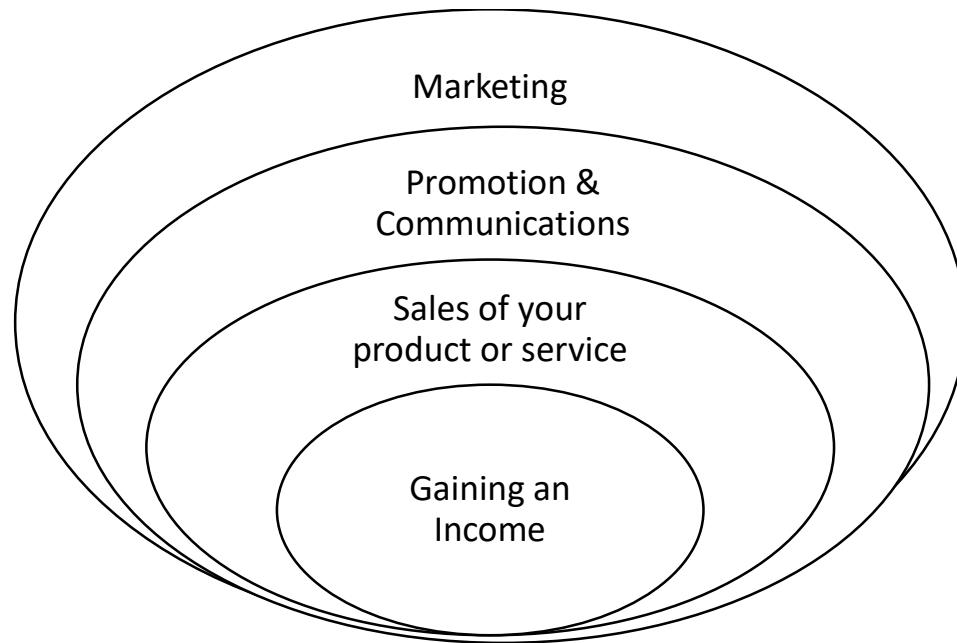 Marketing
Promotion &
Communications
Sales of your
product or service
Gaining an
Income